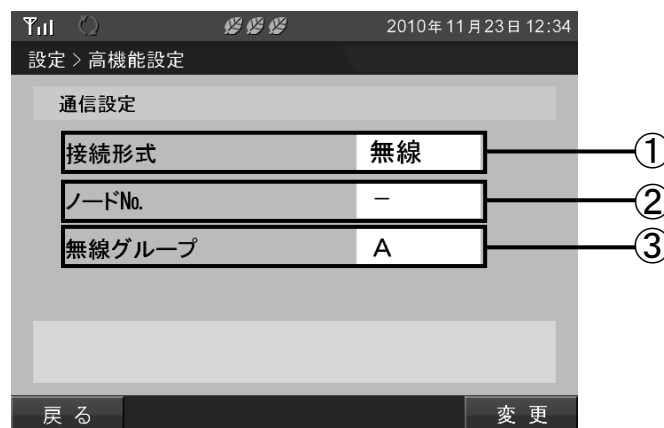 2010年11月23日 12:34
設定 > 高機能設定
通信設定
接続形式 無線 ①
ノード№. － ②
無線グループ A ③
戻る 変更